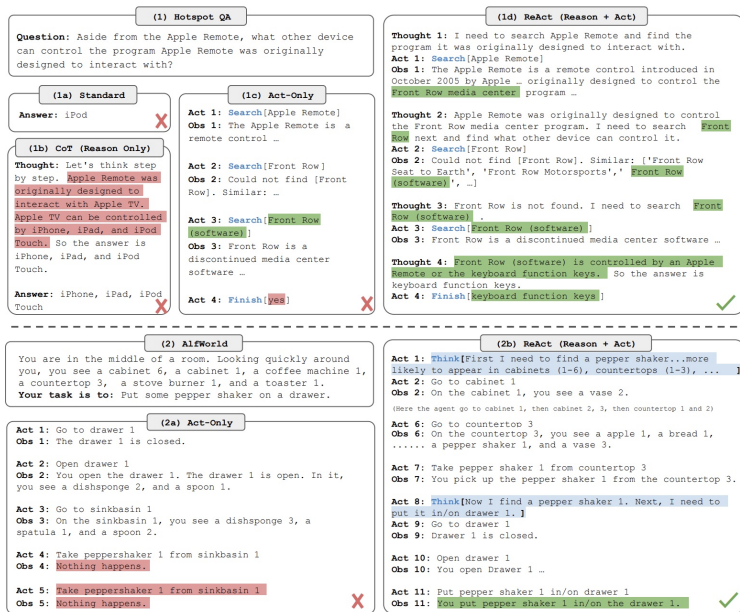 (1) Hotspot QA
Question: Aside from the Apple Remote, what other device
can control the program Apple Remote was originally
designed to interact with?
(1a) Standard
Answer: iPod
(1b) CoT (Reason Only)
Thought: Let's think step
by step. Apple Remote was
originally designed to
interact with Apple TV.
Apple TV can be controlled
by iPhone, iPad, and iPod
Touch. So the answer is
iPhone, iPad, and iPod
Touch.
Answer: iPhone, iPad, iPod
Touch
(1c) Act-Only
Act 1: Search[Apple Remote]
Obs 1: The Apple Remote is a
remote control …
Act 2: Search[Front Row]
Obs 2: Could not find [Front
Row]. Similar: …
Act 3: Search[Front Row
(software)]
Obs 3: Front Row is a
discontinued media center
software …
Act 4: Finish[yes]
(1d) ReAct (Reason + Act)
Thought 1: I need to search Apple Remote and find the
program it was originally designed to interact with.
Act 1: Search[Apple Remote]
Obs 1: The Apple Remote is a remote control introduced in
October 2005 by Apple … originally designed to control the
Front Row media center program …
Thought 2: Apple Remote was originally designed to control
the Front Row media center program. I need to search Front
Row next and find what other device can control it.
Act 2: Search[Front Row]
Obs 2: Could not find [Front Row]. Similar: ['Front Row
Seat to Earth', 'Front Row Motorsports',' Front Row
(software)', …]
Thought 3: Front Row is not found. I need to search Front
Row (software) .
Act 3: Search[Front Row (software)]
Obs 3: Front Row is a discontinued media center software …
Thought 4: Front Row (software) is controlled by an Apple
Remote or the keyboard function keys. So the answer is
keyboard function keys.
Act 4: Finish[keyboard function keys]
(2) AlfWorld
You are in the middle of a room. Looking quickly around
you, you see a cabinet 6, a cabinet 1, a coffee machine 1,
a countertop 3, a stove burner 1, and a toaster 1.
Your task is to: Put some pepper shaker on a drawer.
(2a) Act-Only
Act 1: Go to drawer 1
Obs 1: The drawer 1 is closed.
Act 2: Open drawer 1
Obs 2: You open the drawer 1. The drawer 1 is open. In it,
you see a dishsponge 2, and a spoon 1.
Act 3: Go to sinkbasin 1
Obs 3: On the sinkbasin 1, you see a dishsponge 3, a
spatula 1, and a spoon 2.
Act 4: Take peppershaker 1 from sinkbasin 1
Obs 4: Nothing happens.
Act 5: Take peppershaker 1 from sinkbasin 1
Obs 5: Nothing happens.
(2b) ReAct (Reason + Act)
Act 1: Think[First I need to find a pepper shaker...more
likely to appear in cabinets (1-6), countertops (1-3), ... ]
Act 2: Go to cabinet 1
Obs 2: On the cabinet 1, you see a vase 2.
(Here the agent go to cabinet 1, then cabinet 2, 3, then countertop 1 and 2)
Act 6: Go to countertop 3
Obs 6: On the countertop 3, you see a apple 1, a bread 1,
...... a pepper shaker 1, and a vase 3.
Act 7: Take pepper shaker 1 from countertop 3
Obs 7: You pick up the pepper shaker 1 from the countertop 3.
Act 8: Think[Now I find a pepper shaker 1. Next, I need to
put it in/on drawer 1. ]
Act 9: Go to drawer 1
Obs 9: Drawer 1 is closed.
Act 10: Open drawer 1
Obs 10: You open Drawer 1 …
Act 11: Put pepper shaker 1 in/on drawer 1
Obs 11: You put pepper shaker 1 in/on the drawer 1.